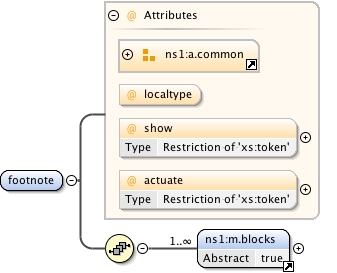 @ Attributes
ns1:a.common
@ localtype
@ show
Type Restriction of 'xs:token'
@ actuate
Type Restriction of 'xs:token'
footnote
1..∞
ns1:m.blocks
Abstract true